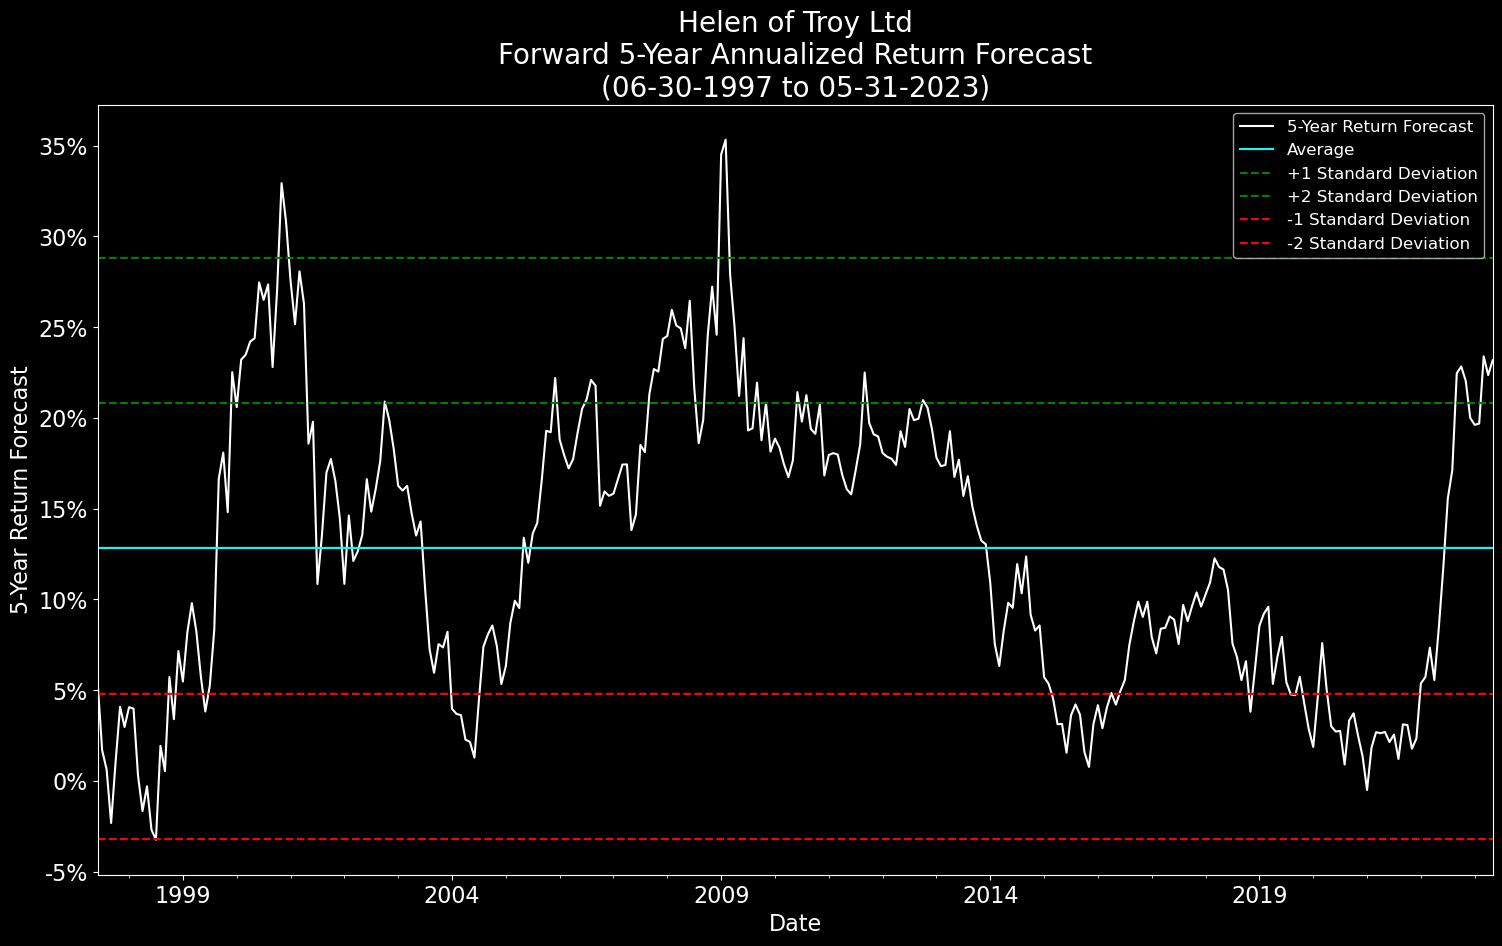 Helen of Troy Ltd
Forward 5-Year Annualized Return Forecast
(06-30-1997 to 05-31-2023)
5-Year Return Forecast
Average
+1 Standard Deviation
+2 Standard Deviation
-1 Standard Deviation
-2 Standard Deviation
5-Year Return Forecast
35%
30%
25%
20%
15%
10%
5%
0%
-5%
1999
2004
2009
2014
2019
Date